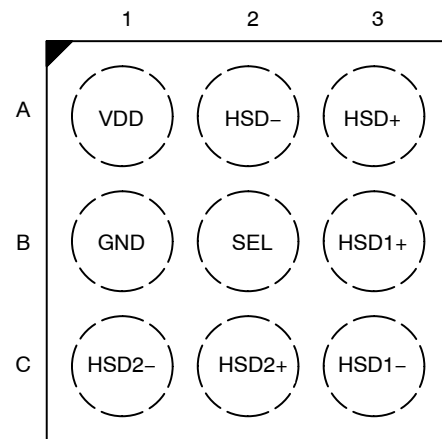 1 2 3
A VDD HSD− HSD+
B GND SEL HSD1+
C HSD2− HSD2+ HSD1−